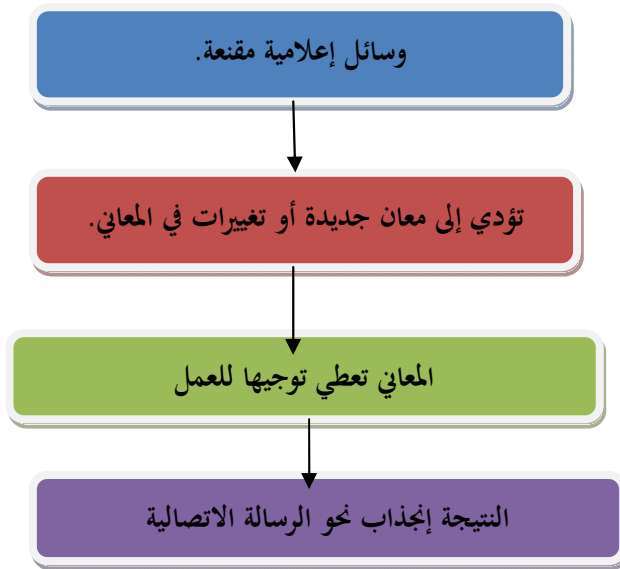 وسائل إعلامية مقنعة.
تؤدي إلى معان جديدة أو تغييرات في المعاني.
المعاني تعطي توجيها للعمل
النتيجة إنجذاب نحو الرسالة الاتصالية